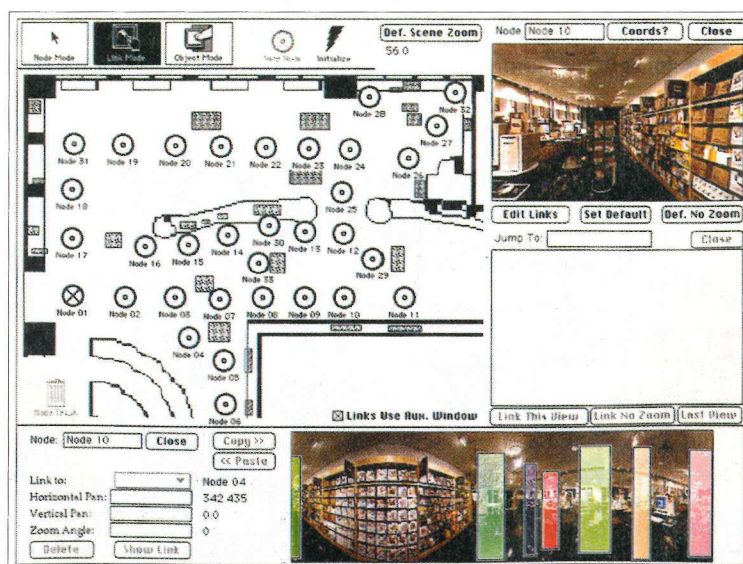 Node Mode
Link Mode
Object Mode
New Node
Initialize
Def. Scene Zoom
56.0
Node
Node 10
Coords?
Close
Node 28
Node 32
Node 27
Node 31
Node 19
Node 20
Node 21
Node 22
Node 23
Node 24
Node 26
Node 18
Node 25
Node 17
Node 16
Node 15
Node 14
Node 30
Node 13
Node 12
Node 29
Node 33
Node 01
Node 02
Node 03
Node 07
Node 08
Node 09
Node 10
Node 11
Node 04
Node 05
Node 06
Node Trash
Links Use Aux. Window
Edit Links
Set Default
Def. No Zoom
Jump To:
Close
Link This View
Link No Zoom
Last View
Node:
Node 10
Close
Copy >>
<< Paste
Link to:
Node 04
Horizontal Pan:
342.435
Vertical Pan:
0.0
Zoom Angle:
0
Delete
Show Link